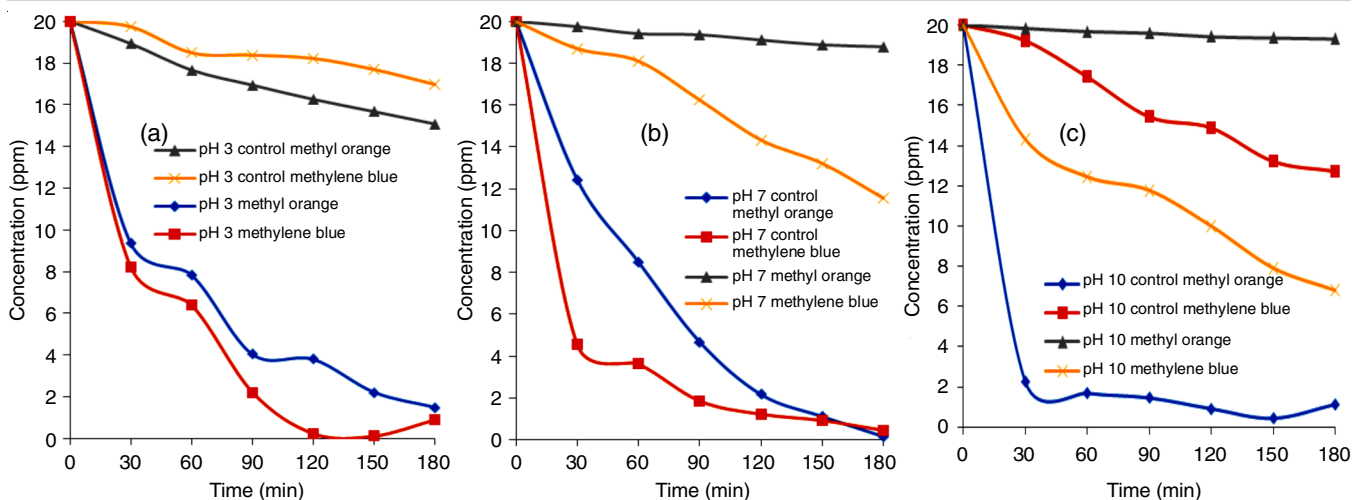 20
18
16
14
12
10
8
6
4
2
0
Concentration (ppm)
(a)
pH 3 control methyl orange
pH 3 control methylene blue
pH 3 methyl orange
pH 3 methylene blue
0 30 60 90 120 150 180
Time (min)
20
18
16
14
12
10
8
6
4
2
0
Concentration (ppm)
(b)
pH 7 control
methyl orange
pH 7 control
methylene blue
pH 7 methyl orange
pH 7 methylene blue
0 30 60 90 120 150 180
Time (min)
20
18
16
14
12
10
8
6
4
2
0
Concentration (ppm)
(c)
pH 10 control methyl orange
pH 10 control methylene blue
pH 10 methyl orange
pH 10 methylene blue
0 30 60 90 120 150 180
Time (min)